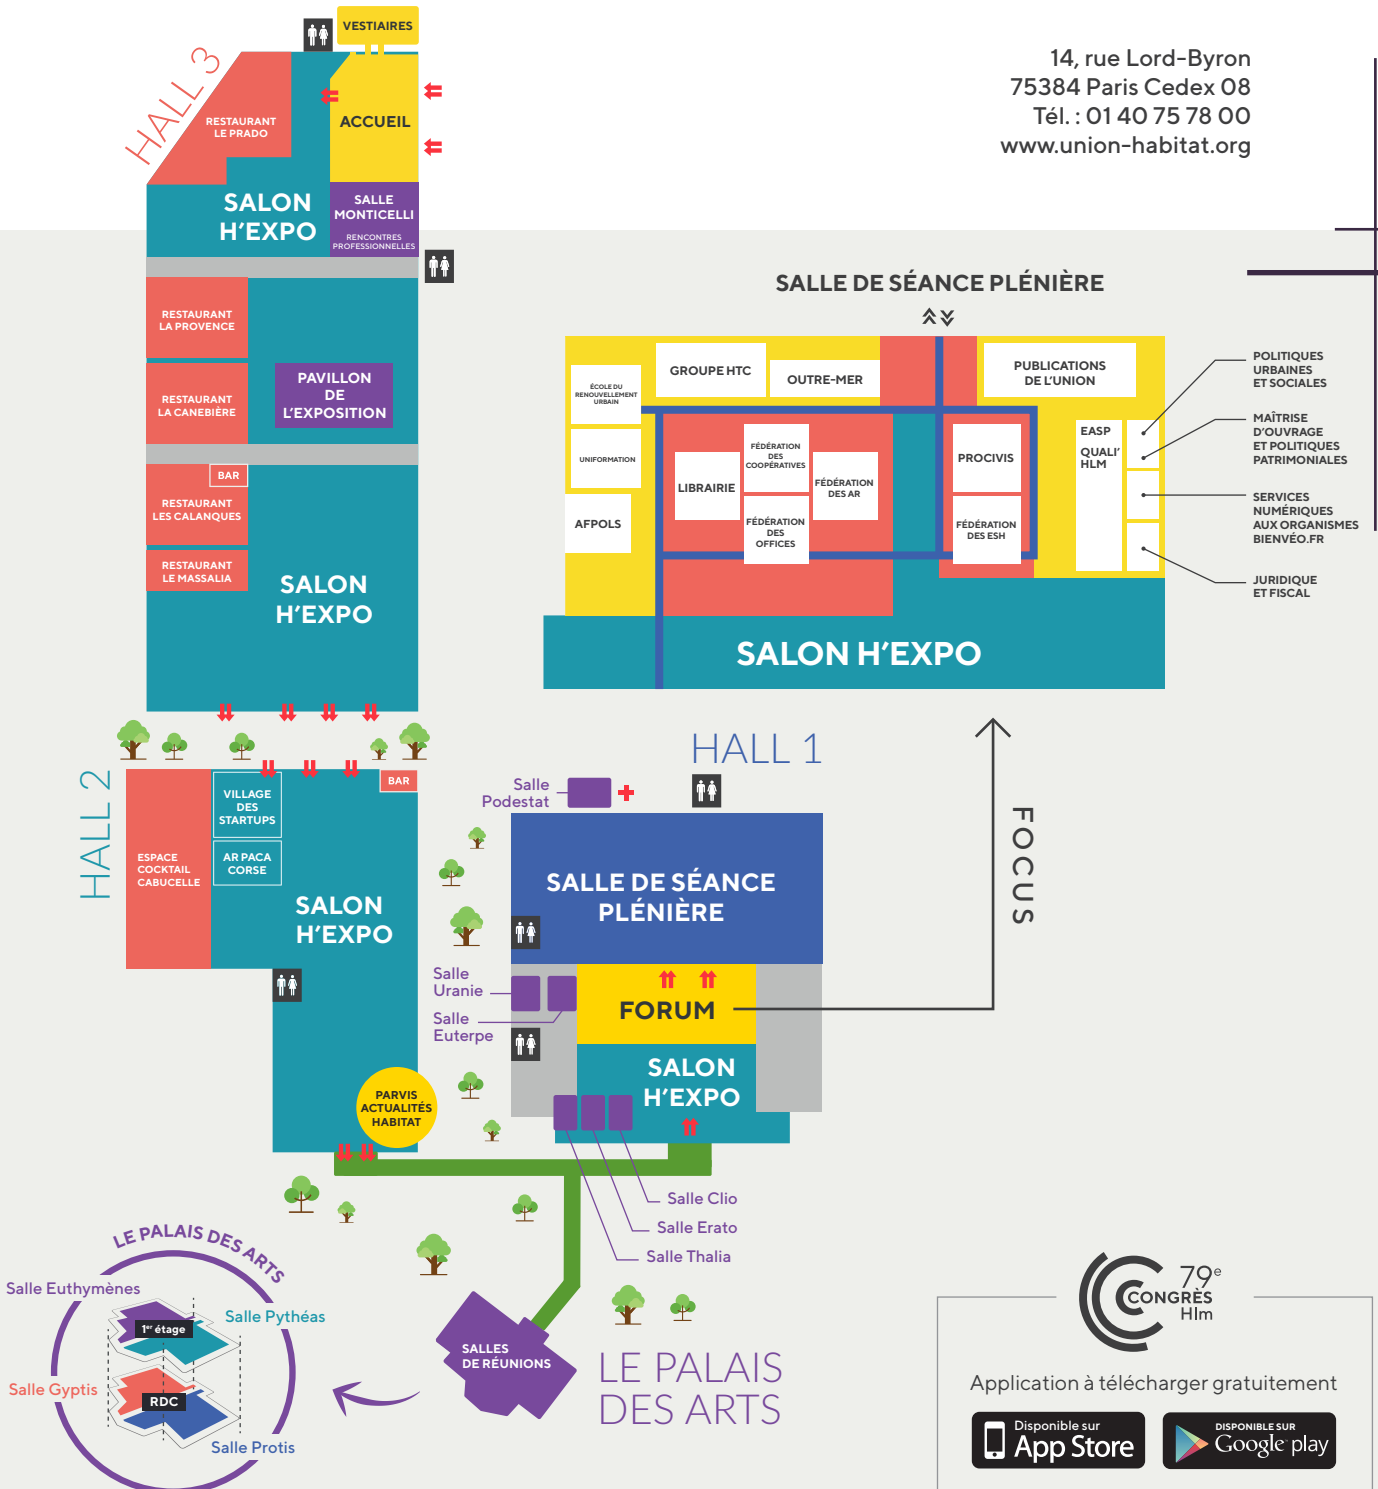 14, rue Lord-Byron
75384 Paris Cedex 08
Tél. : 01 40 75 78 00
www.union-habitat.org
HALL 3
VESTIAIRES
RESTAURANT
LE PRADO
ACCUEIL
SALON
H'EXPO
SALLE
MONTICELLI
RENCONTRES
PROFESSIONNELLES
RESTAURANT
LA PROVENCE
RESTAURANT
LA CANEBIÈRE
PAVILLON
DE
L'EXPOSITION
BAR
RESTAURANT
LES CALANQUES
RESTAURANT
LE MASSALIA
SALON
H'EXPO
SALLE DE SÉANCE PLÉNIÈRE
ÉCOLE DU
RENOUVELLEMENT
URBAIN
GROUPE HTC
OUTRE-MER
PUBLICATIONS
DE L'UNION
UNIFORMATION
AFPOLS
LIBRAIRIE
FÉDÉRATION
DES
COOPÉRATIVES
FÉDÉRATION
DES AR
FÉDÉRATION
DES
OFFICES
PROCIVIS
FÉDÉRATION
DES ESH
EASP
QUALI'
HLM
POLITIQUES
URBAINES
ET SOCIALES
MAÎTRISE
D'OUVRAGE
ET POLITIQUES
PATRIMONIALES
SERVICES
NUMÉRIQUES
AUX ORGANISMES
BIENVÉO.FR
JURIDIQUE
ET FISCAL
SALON H'EXPO
HALL 2
VILLAGE
DES
STARTUPS
BAR
AR PACA
CORSE
ESPACE
COCKTAIL
CABUCELLE
SALON
H'EXPO
PARVIS
ACTUALITÉS
HABITAT
HALL 1
Salle
Podestat
SALLE DE SÉANCE
PLÉNIÈRE
Salle
Uranie
Salle
Euterpe
FORUM
SALON
H'EXPO
FOCUS
Salle Clio
Salle Erato
Salle Thalia
LE PALAIS DES ARTS
Salle Euthymènes
1er étage
Salle Pythéas
Salle Gyptis
RDC
Salle Protis
SALLES
DE RÉUNIONS
LE PALAIS
DES ARTS
79e
CONGRÈS
Hlm
Application à télécharger gratuitement
Disponible sur
App Store
DISPONIBLE SUR
Google play